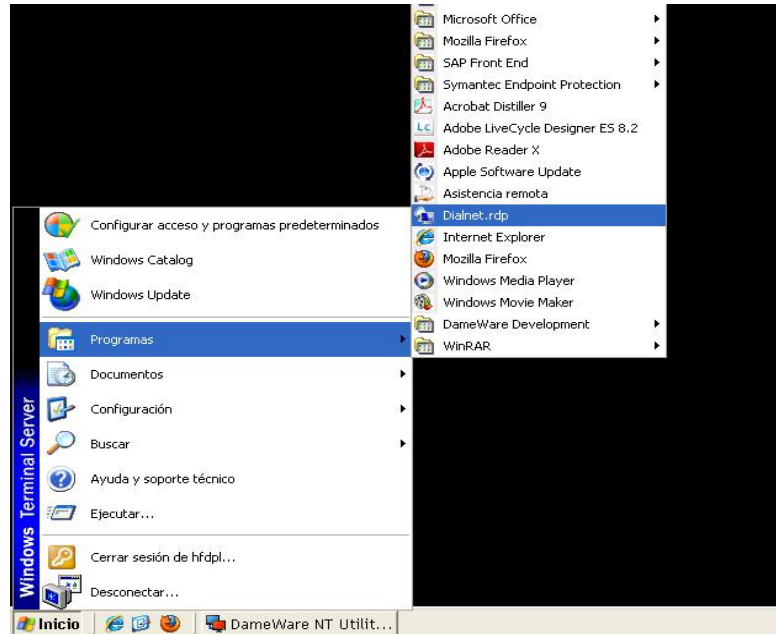 Microsoft Office
Mozilla Firefox
SAP Front End
Symantec Endpoint Protection
Acrobat Distiller 9
LC Adobe LiveCycle Designer ES 8.2
Adobe Reader X
Apple Software Update
Asistencia remota
Dialnet.rdp
Internet Explorer
Mozilla Firefox
Windows Media Player
Windows Movie Maker
DameWare Development
WinRAR
Configurar acceso y programas predeterminados
Windows Catalog
Windows Update
Programas
Documentos
Configuración
Buscar
Ayuda y soporte técnico
Ejecutar...
Cerrar sesión de hfdpl...
Desconectar...
Windows Terminal Server
Inicio
DameWare NT Utilit...